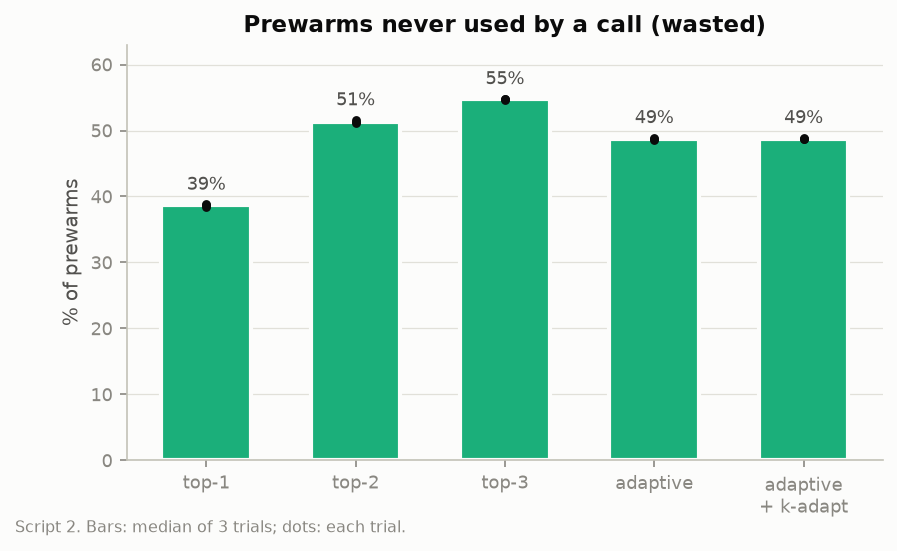 Prewarms never used by a call (wasted)
% of prewarms
60
50
40
30
20
10
0
39%
51%
55%
49%
49%
top-1
top-2
top-3
adaptive
adaptive
+ k-adapt
Script 2. Bars: median of 3 trials; dots: each trial.